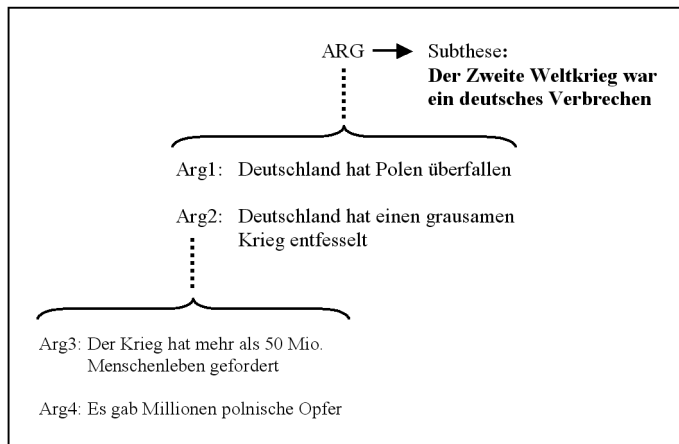 ARG Subthese:
Der Zweite Weltkrieg war
ein deutsches Verbrechen
Arg1: Deutschland hat Polen überfallen
Arg2: Deutschland hat einen grausamen
Krieg entfesselt
Arg3: Der Krieg hat mehr als 50 Mio.
Menschenleben gefordert
Arg4: Es gab Millionen polnische Opfer